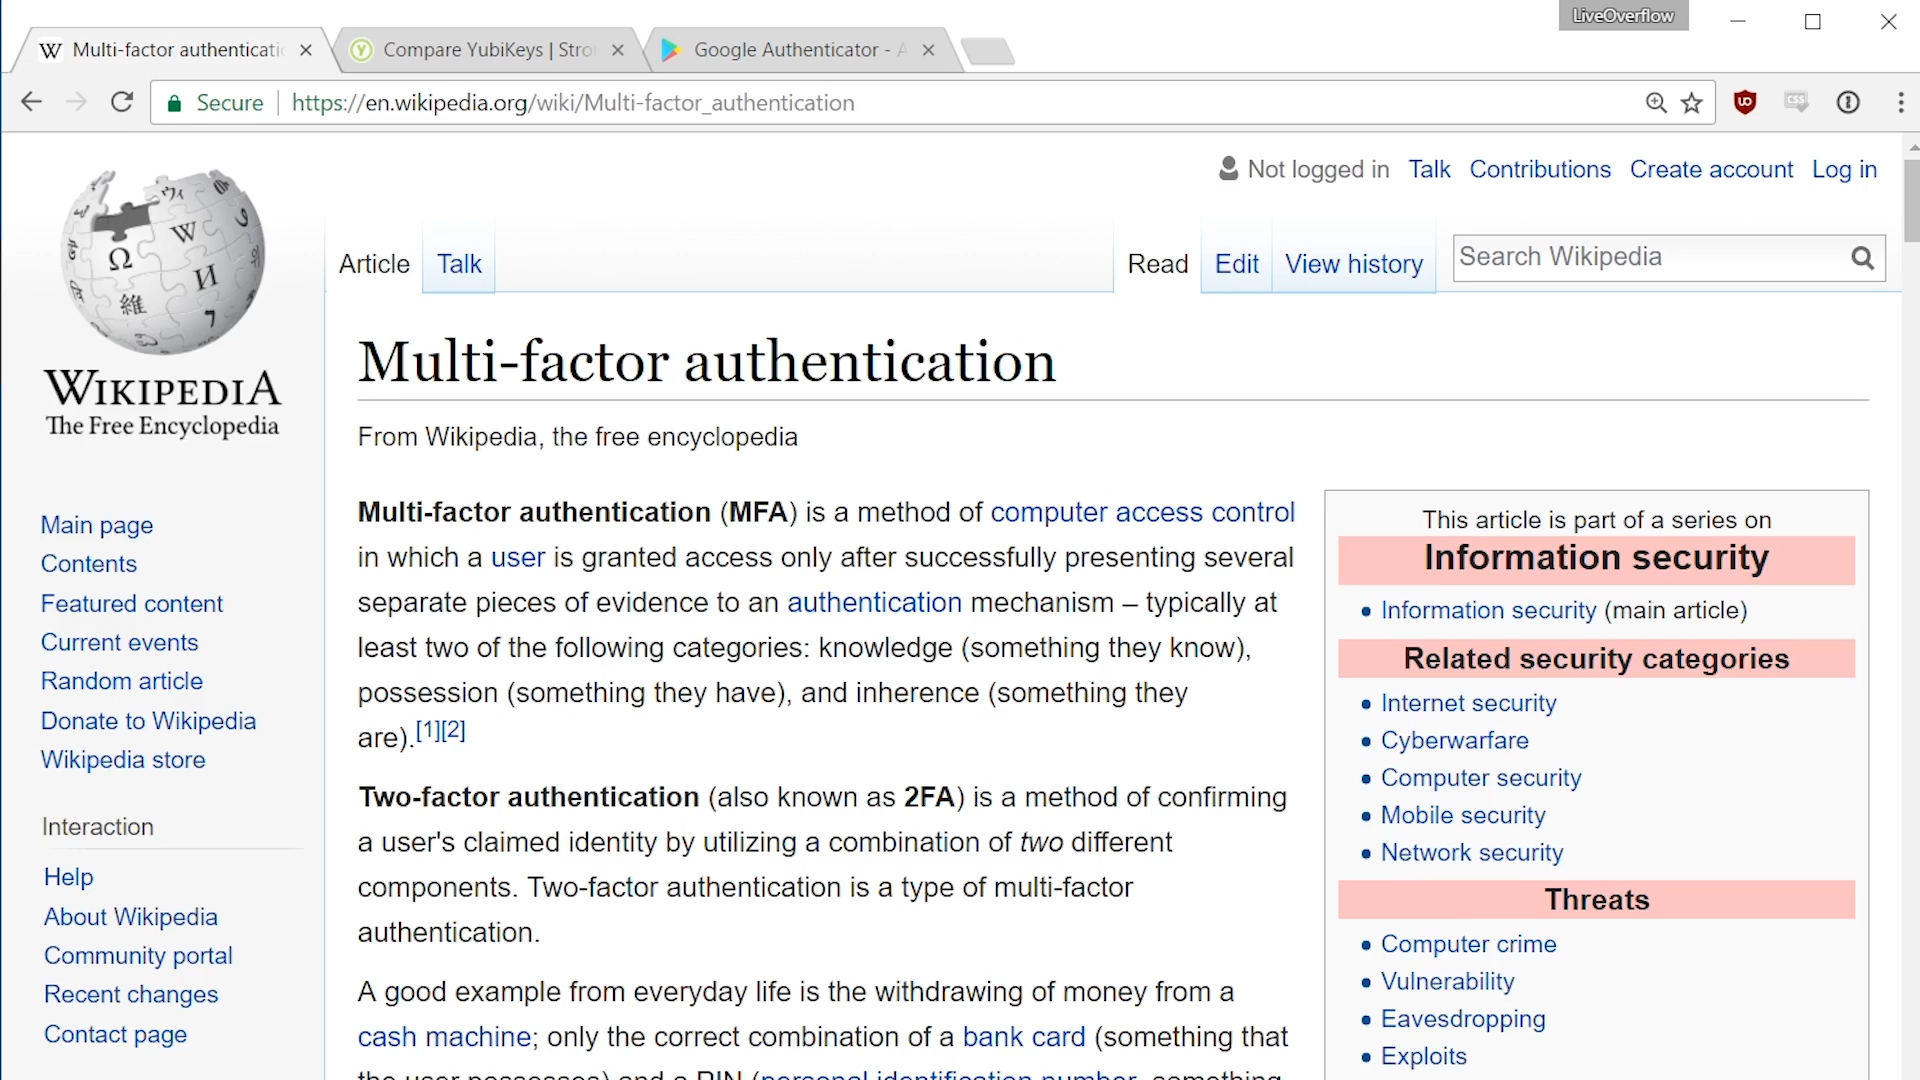 LiveOverflow
Multi-factor authenticatio
Compare YubiKeys | Stro
Google Authenticator - A
Secure
https://en.wikipedia.org/wiki/Multi-factor_authentication
Not logged in Talk Contributions Create account Log in
Article Talk Read Edit View history Search Wikipedia
WIKIPEDIA
The Free Encyclopedia
Main page
Contents
Featured content
Current events
Random article
Donate to Wikipedia
Wikipedia store
Interaction
Help
About Wikipedia
Community portal
Recent changes
Contact page
Multi-factor authentication
From Wikipedia, the free encyclopedia
Multi-factor authentication (MFA) is a method of computer access control
in which a user is granted access only after successfully presenting several
separate pieces of evidence to an authentication mechanism – typically at
least two of the following categories: knowledge (something they know),
possession (something they have), and inherence (something they
are).[1][2]
Two-factor authentication (also known as 2FA) is a method of confirming
a user's claimed identity by utilizing a combination of two different
components. Two-factor authentication is a type of multi-factor
authentication.
A good example from everyday life is the withdrawing of money from a
cash machine; only the correct combination of a bank card (something that
the user possesses) and a PIN (personal identification number, something
This article is part of a series on
Information security
Information security (main article)
Related security categories
Internet security
Cyberwarfare
Computer security
Mobile security
Network security
Threats
Computer crime
Vulnerability
Eavesdropping
Exploits